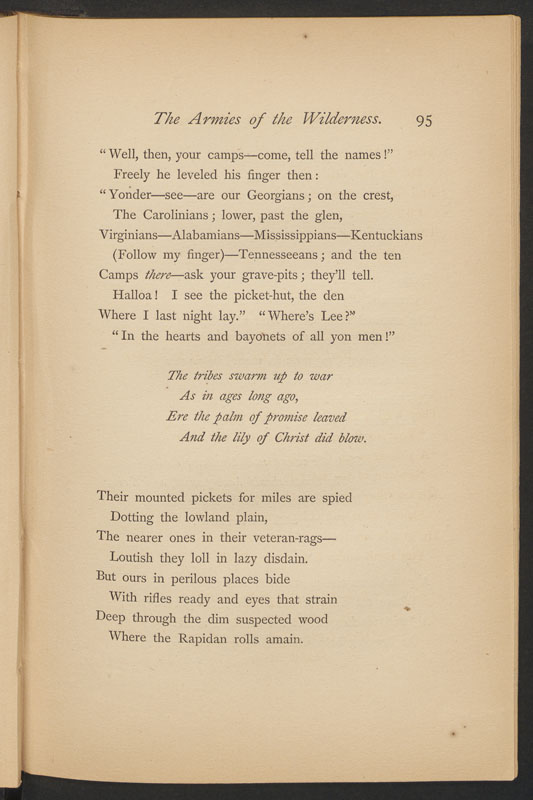 The Armies of the Wilderness. 95
“Well, then, your camps—come, tell the names!”
Freely he leveled his finger then:
“Yonder—see—are our Georgians; on the crest,
The Carolinians; lower, past the glen,
Virginians—Alabamians—Mississippians—Kentuckians
(Follow my finger)—Tennesseeans; and the ten
Camps there—ask your grave-pits; they’ll tell.
Halloa! I see the picket-hut, the den
Where I last night lay.” “Where’s Lee?”
“In the hearts and bayonets of all yon men!”
The tribes swarm up to war
As in ages long ago,
Ere the palm of promise leaved
And the lily of Christ did blow.
Their mounted pickets for miles are spied
Dotting the lowland plain,
The nearer ones in their veteran-rags—
Loutish they loll in lazy disdain.
But ours in perilous places bide
With rifles ready and eyes that strain
Deep through the dim suspected wood
Where the Rapidan rolls amain.